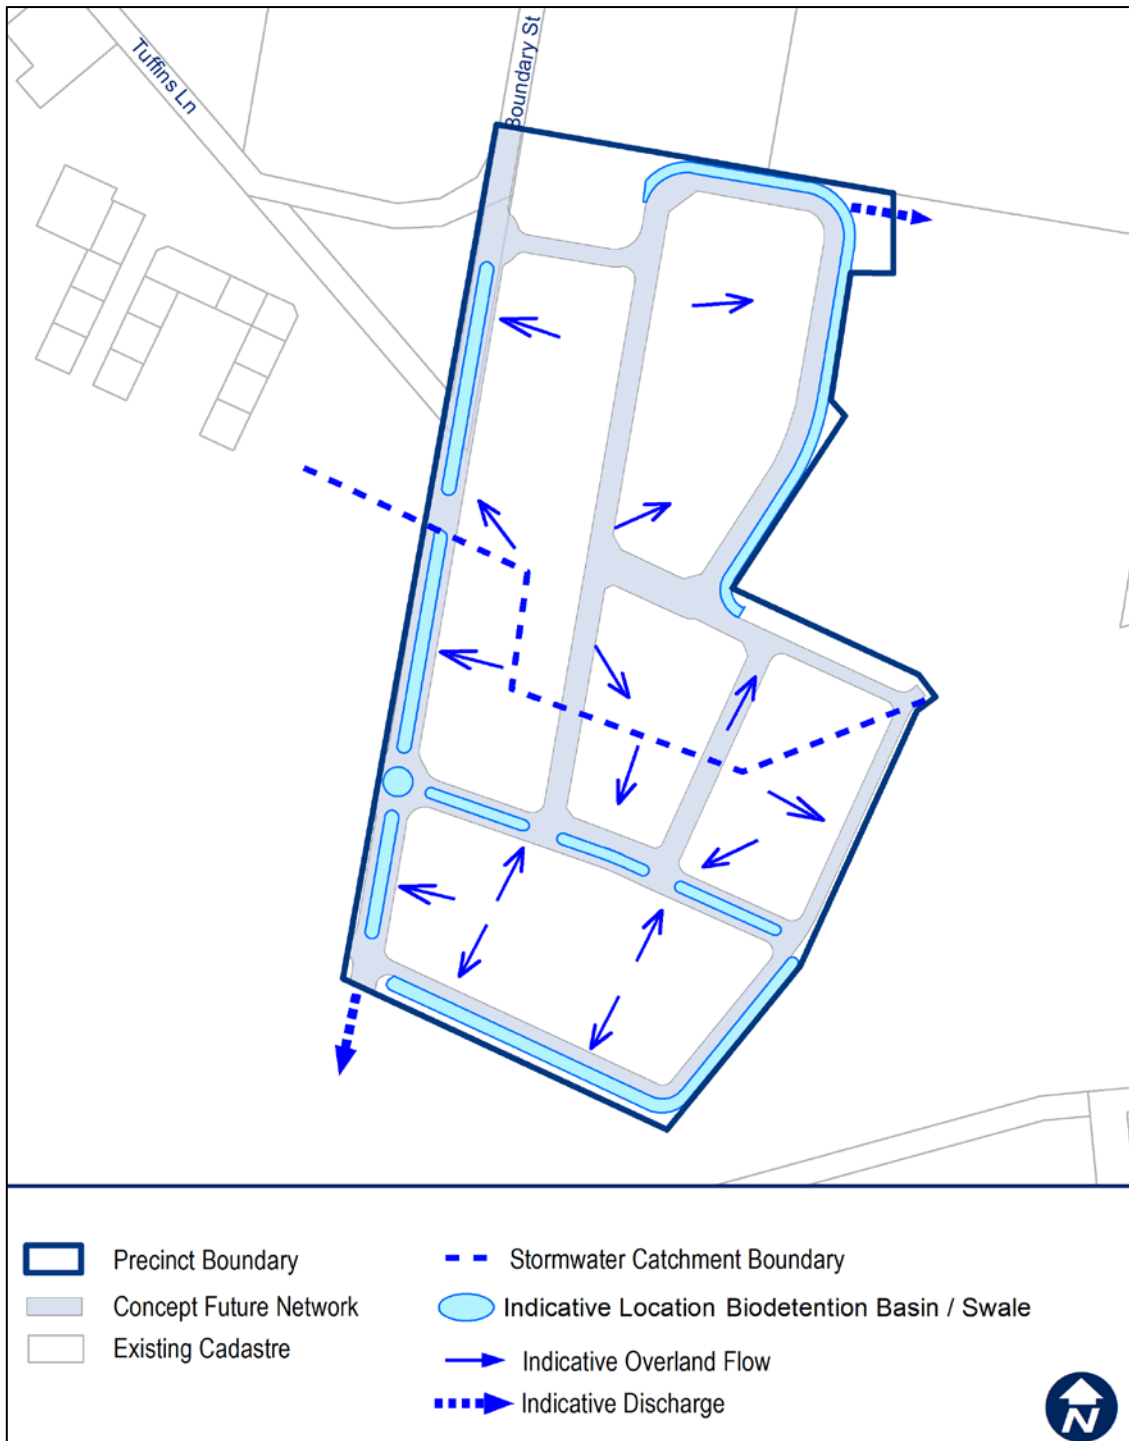 Tuffins Ln
Boundary St
Precinct Boundary
Stormwater Catchment Boundary
Concept Future Network
Indicative Location Biodetention Basin / Swale
Existing Cadastre
Indicative Overland Flow
Indicative Discharge
N